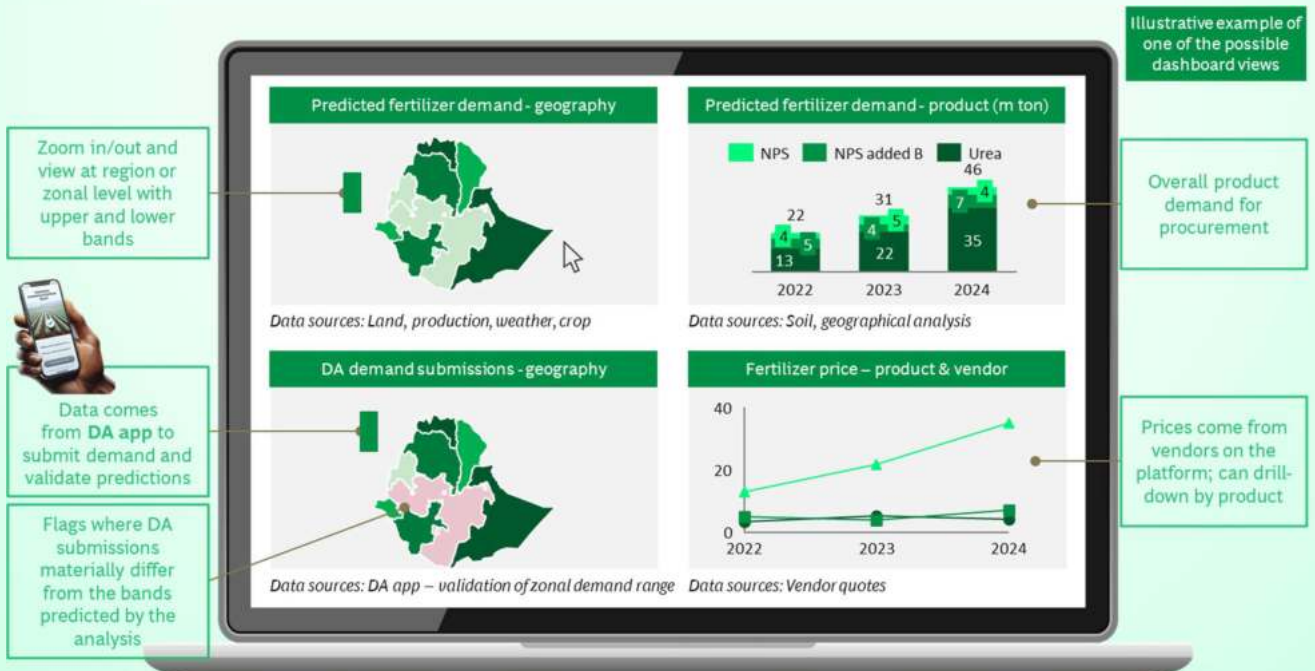 Illustrative example of
one of the possible
dashboard views
Zoom in/out and
view at region or
zonal level with
upper and lower
bands
Data comes
from DA app to
submit demand and
validate predictions
Flags where DA
submissions
materially differ
from the bands
predicted by the
analysis
Predicted fertilizer demand - geography
Data sources: Land, production, weather, crop
Predicted fertilizer demand - product (m ton)
NPS NPS added B Urea
22 31 46
4 5 13
5 4 22
4 7 35
2022 2023 2024
Data sources: Soil, geographical analysis
DA demand submissions - geography
Data sources: DA app – validation of zonal demand range
Fertilizer price – product & vendor
40
20
0
2022 2023 2024
Data sources: Vendor quotes
Overall product
demand for
procurement
Prices come from
vendors on the
platform; can drill-
down by product